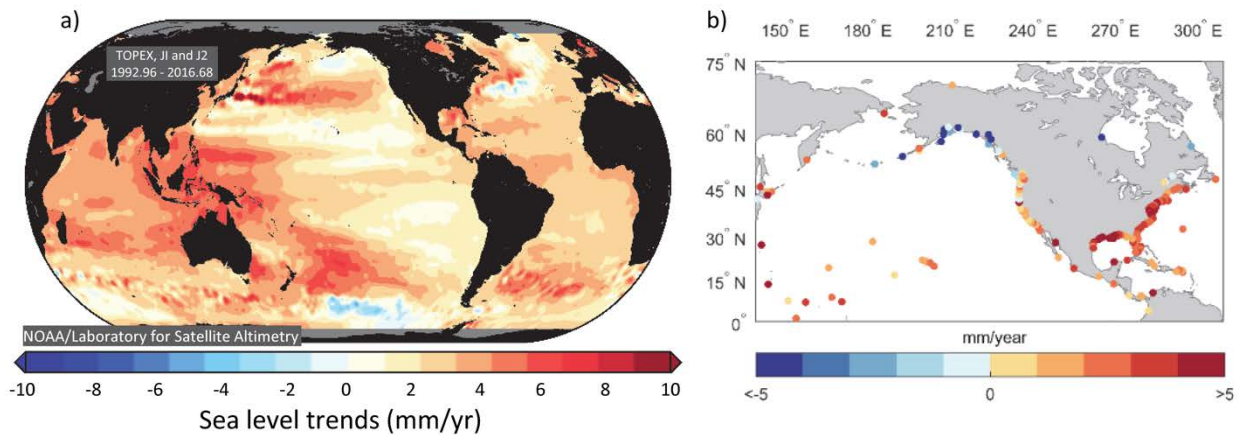 a)
TOPEX, J1 and J2
1992.96 - 2016.68
NOAA/Laboratory for Satellite Altimetry
-10 -8 -6 -4 -2 0 2 4 6 8 10
Sea level trends (mm/yr)
b)
150°E 180°E 210°E 240°E 270°E 300°E
75°N
60°N
45°N
30°N
15°N
0°
mm/year
<-5 0 >5